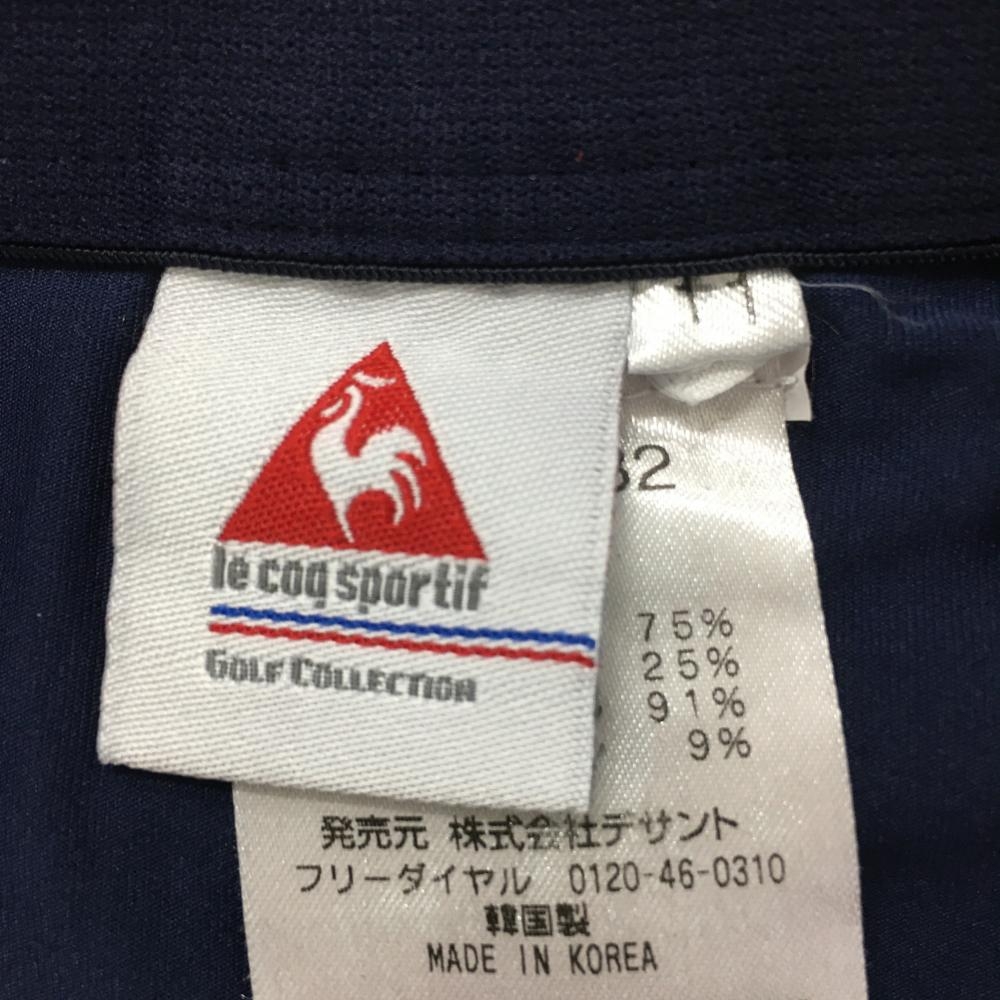 le coq sportif
GOLF COLLECTION
11
75%
25%
91%
9%
発売元 株式会社デサント
フリーダイヤル 0120-46-0310
韓国製
MADE IN KOREA